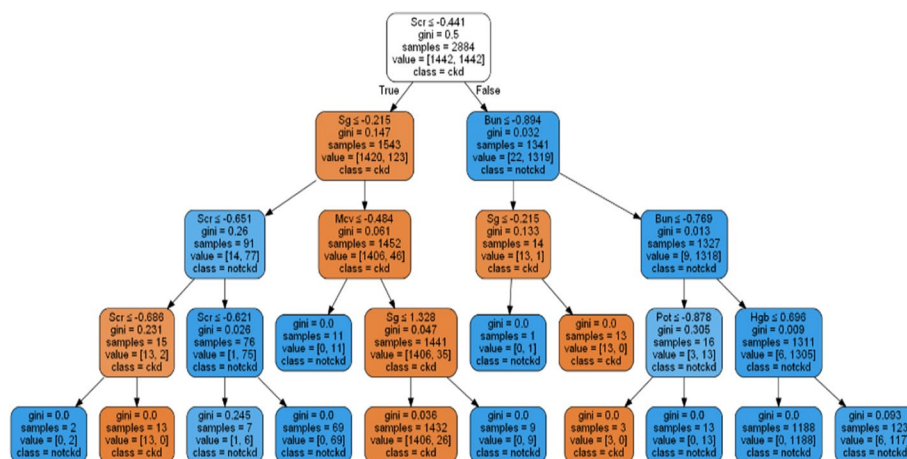 Scr ≤ -0.441
gini = 0.5
samples = 2884
value = [1442, 1442]
class = ckd
True
False
Sg ≤ -0.215
gini = 0.147
samples = 1543
value = [1420, 123]
class = ckd
Bun ≤ -0.894
gini = 0.032
samples = 1341
value = [22, 1319]
class = notckd
Scr ≤ -0.651
gini = 0.26
samples = 91
value = [14, 77]
class = notckd
Mcv ≤ -0.484
gini = 0.061
samples = 1452
value = [1406, 46]
class = ckd
Sg ≤ -0.215
gini = 0.133
samples = 14
value = [13, 1]
class = ckd
Bun ≤ -0.769
gini = 0.013
samples = 1327
value = [9, 1318]
class = notckd
Scr ≤ -0.686
gini = 0.231
samples = 15
value = [13, 2]
class = ckd
Scr ≤ -0.621
gini = 0.026
samples = 76
value = [1, 75]
class = notckd
gini = 0.0
samples = 11
value = [0, 11]
class = notckd
Sg ≤ 1.328
gini = 0.047
samples = 1441
value = [1406, 35]
class = ckd
gini = 0.0
samples = 1
value = [0, 1]
class = notckd
gini = 0.0
samples = 13
value = [13, 0]
class = ckd
Pot ≤ -0.878
gini = 0.305
samples = 16
value = [3, 13]
class = notckd
Hgb ≤ 0.696
gini = 0.009
samples = 1311
value = [6, 1305]
class = notckd
gini = 0.0
samples = 2
value = [0, 2]
class = notckd
gini = 0.0
samples = 13
value = [13, 0]
class = ckd
gini = 0.245
samples = 7
value = [1, 6]
class = notckd
gini = 0.0
samples = 69
value = [0, 69]
class = notckd
gini = 0.036
samples = 1432
value = [1406, 26]
class = ckd
gini = 0.0
samples = 9
value = [0, 9]
class = notckd
gini = 0.0
samples = 3
value = [3, 0]
class = ckd
gini = 0.0
samples = 13
value = [0, 13]
class = notckd
gini = 0.0
samples = 1188
value = [0, 1188]
class = notckd
gini = 0.093
samples = 123
value = [6, 117]
class = notckd